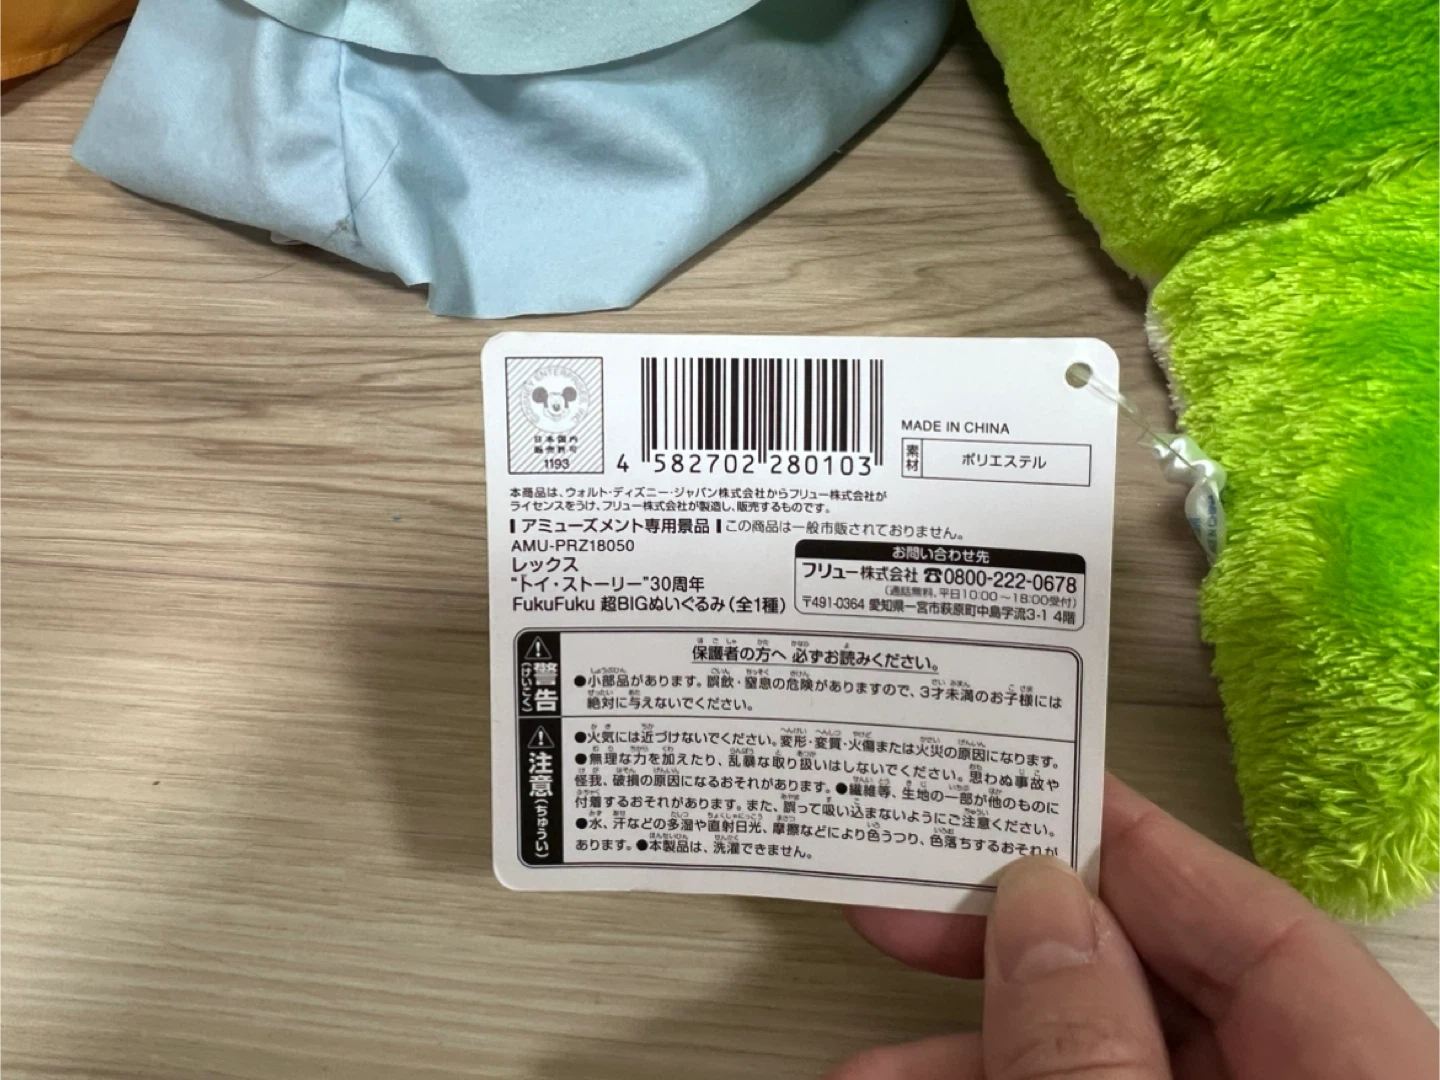 DISNEY ENTERPRISES, INC.
日本国内
販売許可
1193
4 582702 280103
MADE IN CHINA
素材
ポリエステル
本商品は、ウォルト・ディズニー・ジャパン株式会社からフリュー株式会社が
ライセンスをうけ、フリュー株式会社が製造し、販売するものです。
アミューズメント専用景品 この商品は一般市販されておりません。
AMU-PRZ18050
レックス
“トイ・ストーリー”30周年
FukuFuku 超BIGぬいぐるみ(全1種)
お問い合わせ先
フリュー株式会社 ☎0800-222-0678
(通話無料, 平日10:00~18:00受付)
〒491-0364 愛知県一宮市萩原町中島字流3-1 4階
警告(けいこく)
保護者の方へ 必ずお読みください。
●小部品があります。誤飲・窒息の危険がありますので、3才未満のお子様には
絶対に与えないでください。
注意(ちゅうい)
●火気には近づけないでください。変形・変質・火傷または火災の原因になります。
●無理な力を加えたり、乱暴な取り扱いはしないでください。思わぬ事故や
怪我、破損の原因になるおそれがあります。●繊維等、生地の一部が他のものに
付着するおそれがあります。また、誤って吸い込まないようにご注意ください。
●水、汗などの多湿や直射日光、摩擦などにより色うつり、色落ちするおそれが
あります。●本製品は、洗濯できません。